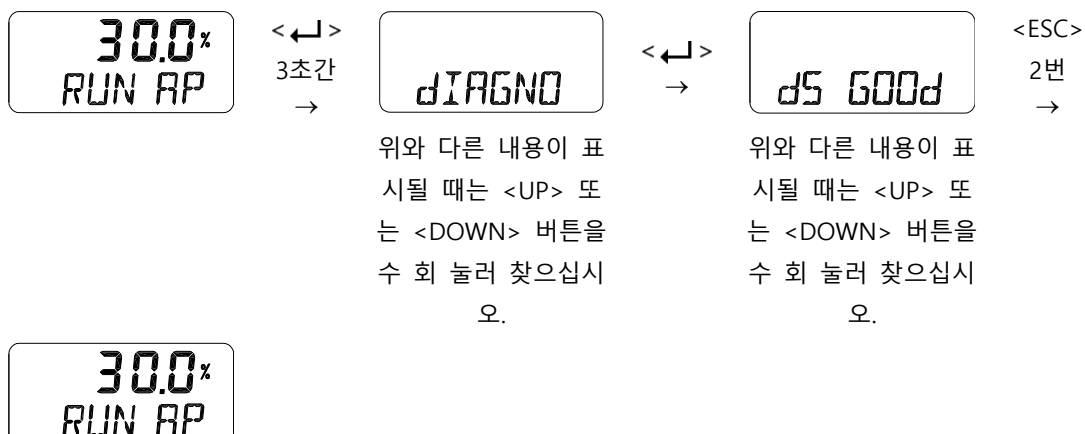 30.0%
RUN AP
<↵>
3초간
→
dIAGNO
위와 다른 내용이 표
시될 때는 <UP> 또
는 <DOWN> 버튼을
수 회 눌러 찾으십시
오.
<↵>
→
dS GOOd
위와 다른 내용이 표
시될 때는 <UP> 또
는 <DOWN> 버튼을
수 회 눌러 찾으십시
오.
<ESC>
2번
→
30.0%
RUN AP